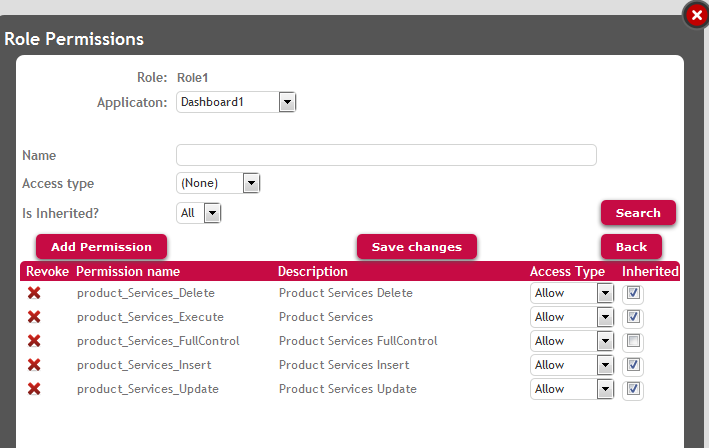 Role Permissions
Role: Role1
Applicaton: Dashboard1
Name
Access type (None)
Is Inherited? All Search
Add Permission Save changes Back
Revoke Permission name Description Access Type Inherited
product_Services_Delete Product Services Delete Allow
product_Services_Execute Product Services Allow
product_Services_FullControl Product Services FullControl Allow
product_Services_Insert Product Services Insert Allow
product_Services_Update Product Services Update Allow